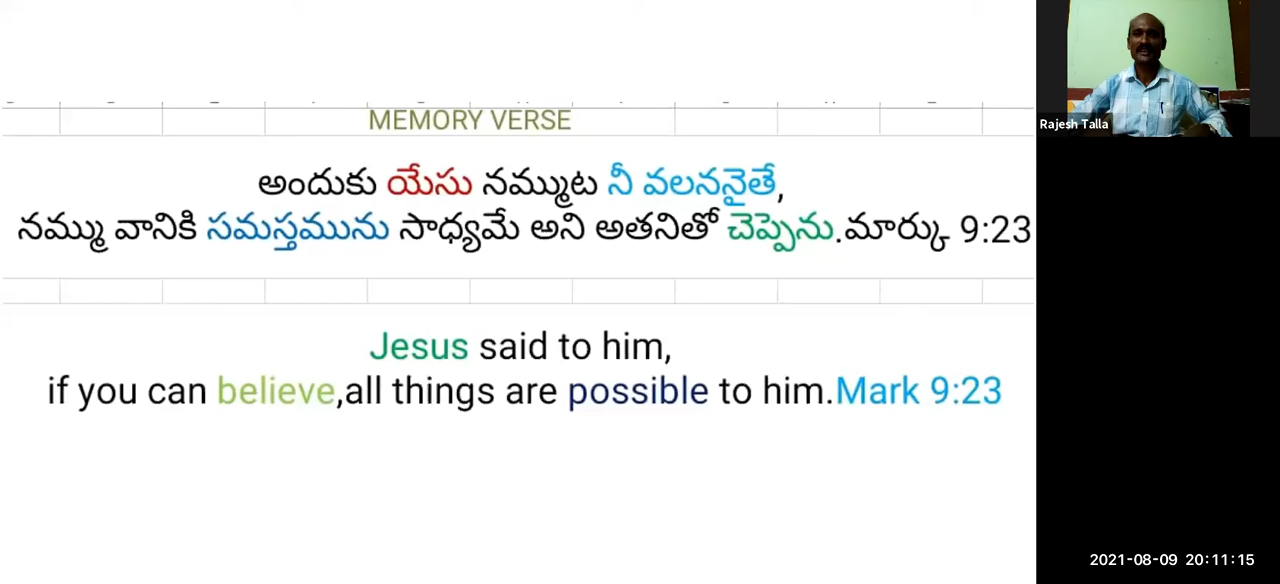 MEMORY VERSE
అందుకు యేసు నమ్ముట నీ వలననైతే,
నమ్ము వానికి సమస్తమును సాధ్యమే అని అతనితో చెప్పెను.మార్కు 9:23
Jesus said to him,
if you can believe,all things are possible to him.Mark 9:23
Rajesh Talla
2021-08-09 20:11:15